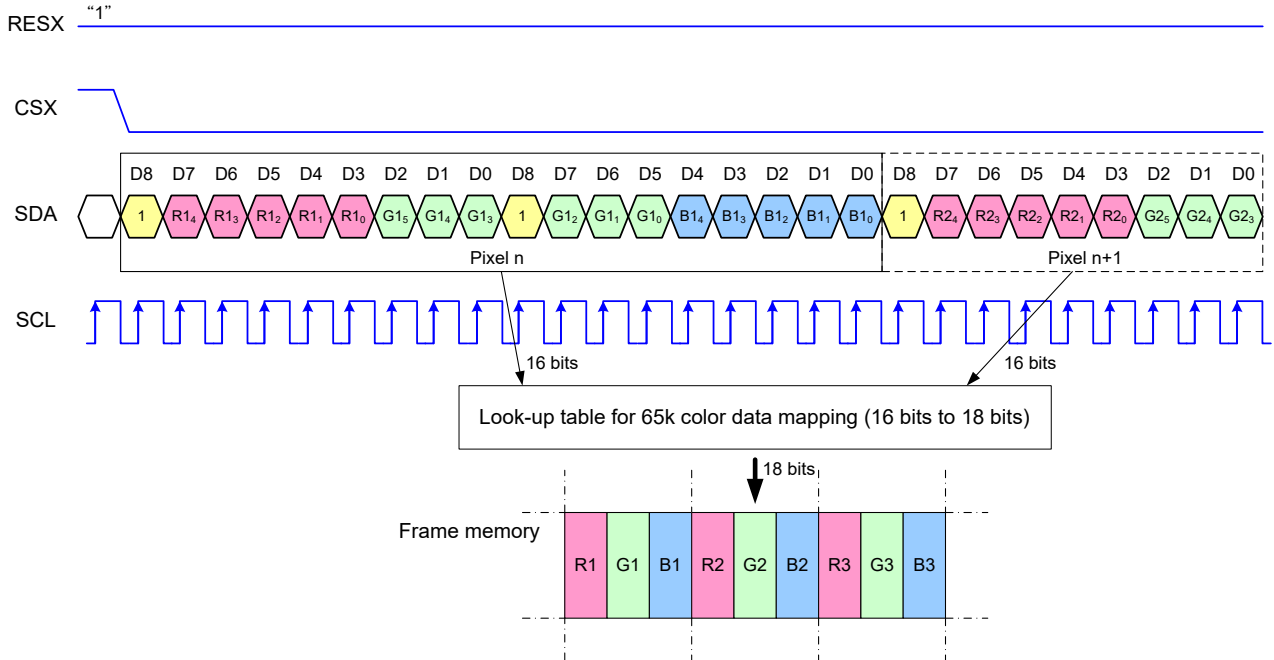 RESX “1”
CSX
D8 D7 D6 D5 D4 D3 D2 D1 D0 D8 D7 D6 D5 D4 D3 D2 D1 D0 D8 D7 D6 D5 D4 D3 D2 D1 D0
SDA 1 R1₄ R1₃ R1₂ R1₁ R1₀ G1₅ G1₄ G1₃ 1 G1₂ G1₁ G1₀ B1₄ B1₃ B1₂ B1₁ B1₀ 1 R2₄ R2₃ R2₂ R2₁ R2₀ G2₅ G2₄ G2₃
Pixel n Pixel n+1
SCL
16 bits 16 bits
Look-up table for 65k color data mapping (16 bits to 18 bits)
18 bits
Frame memory
R1 G1 B1 R2 G2 B2 R3 G3 B3